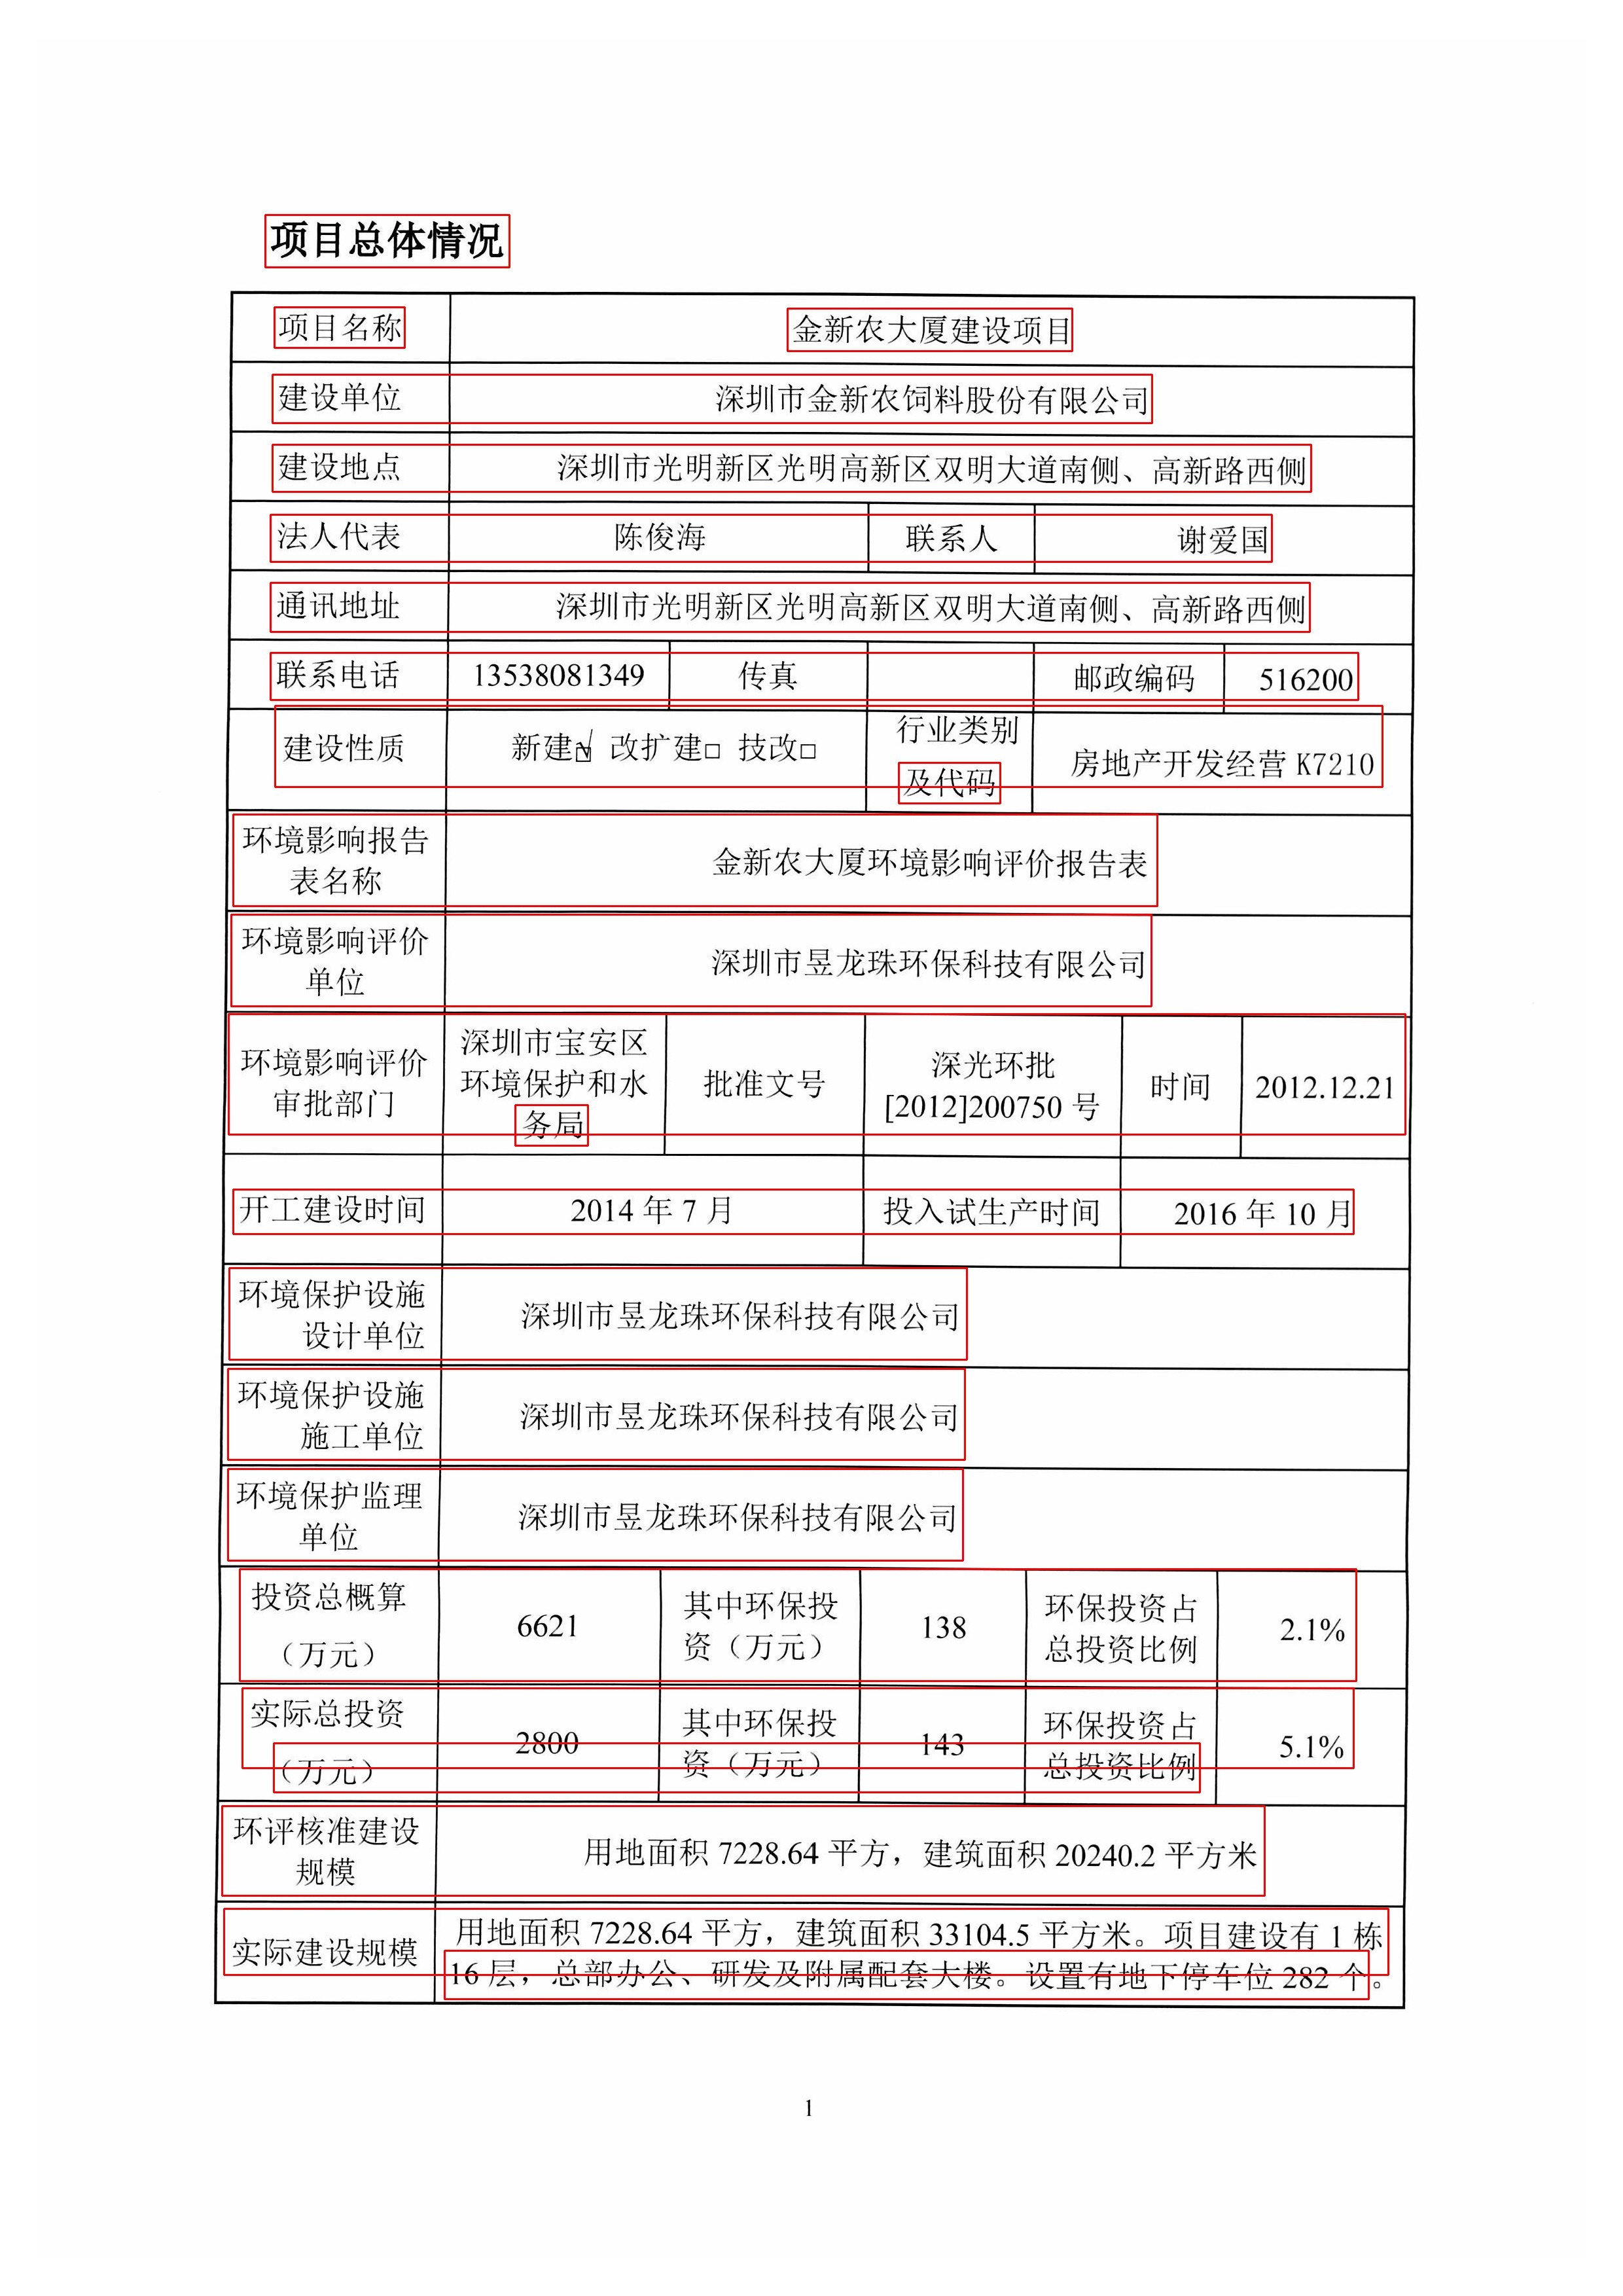 项目总体情况
项目名称 金新农大厦建设项目
建设单位 深圳市金新农饲料股份有限公司
建设地点 深圳市光明新区光明高新区双明大道南侧、高新路西侧
法人代表 陈俊海 联系人 谢爱国
通讯地址 深圳市光明新区光明高新区双明大道南侧、高新路西侧
联系电话 13538081349 传真 邮政编码 516200
建设性质 新建☑ 改扩建□ 技改□ 行业类别
及代码 房地产开发经营 K7210
环境影响报告
表名称 金新农大厦环境影响评价报告表
环境影响评价
单位 深圳市昱龙珠环保科技有限公司
环境影响评价
审批部门 深圳市宝安区
环境保护和水
务局 批准文号 深光环批
[2012]200750 号 时间 2012.12.21
开工建设时间 2014 年 7 月 投入试生产时间 2016 年 10 月
环境保护设施
设计单位 深圳市昱龙珠环保科技有限公司
环境保护设施
施工单位 深圳市昱龙珠环保科技有限公司
环境保护监理
单位 深圳市昱龙珠环保科技有限公司
投资总概算
（万元） 6621 其中环保投
资（万元） 138 环保投资占
总投资比例 2.1%
实际总投资
（万元） 2800 其中环保投
资（万元） 143 环保投资占
总投资比例 5.1%
环评核准建设
规模 用地面积 7228.64 平方，建筑面积 20240.2 平方米
实际建设规模 用地面积 7228.64 平方，建筑面积 33104.5 平方米。项目建设有 1 栋
16 层，总部办公、研发及附属配套大楼。设置有地下停车位 282 个。
1